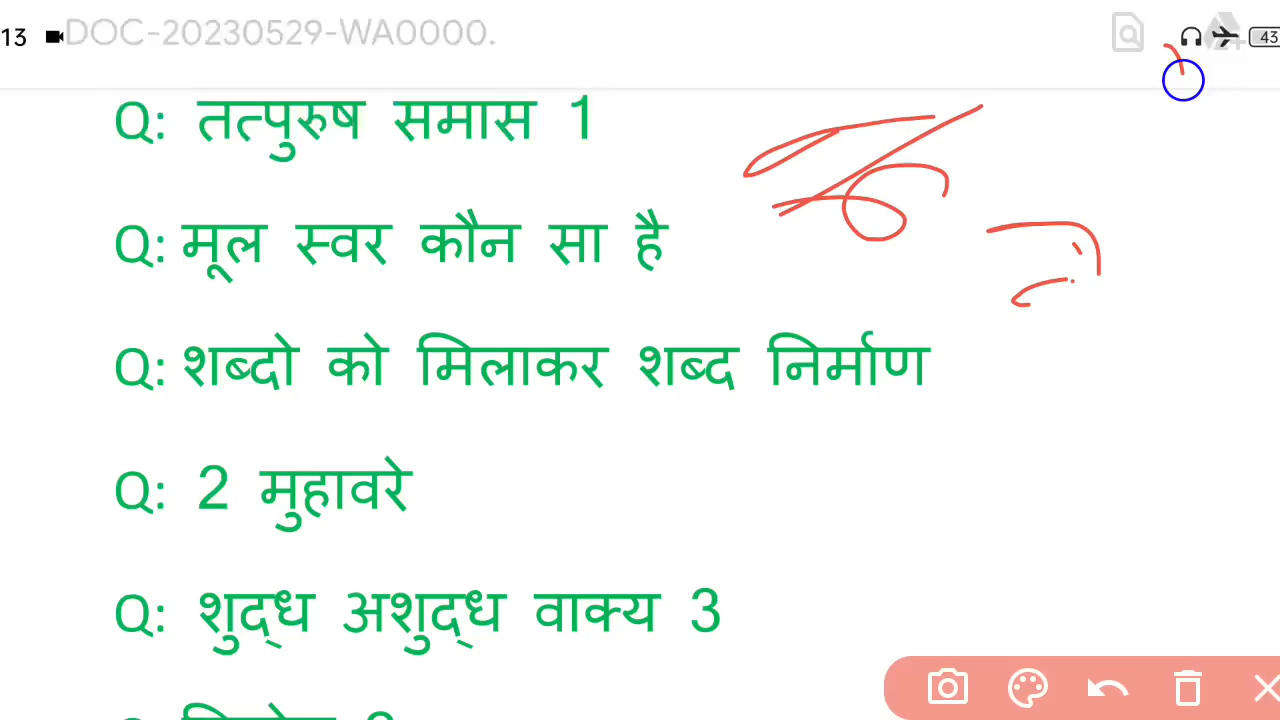 13 DOC-20230529-WA0000. 43
Q: तत्पुरुष समास 1
Q: मूल स्वर कौन सा है
Q: शब्दो को मिलाकर शब्द निर्माण
Q: 2 मुहावरे
Q: शुद्ध अशुद्ध वाक्य 3